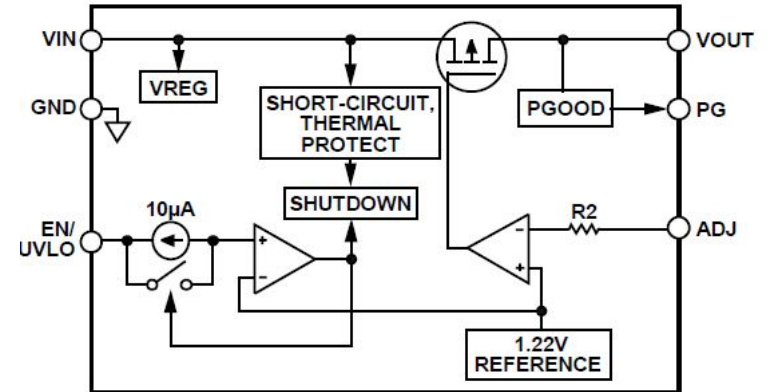 VIN
VOUT
VREG
GND
SHORT-CIRCUIT,
THERMAL
PROTECT
PGOOD
PG
SHUTDOWN
10µA
EN/
UVLO
+
−
R2
ADJ
−
+
1.22V
REFERENCE